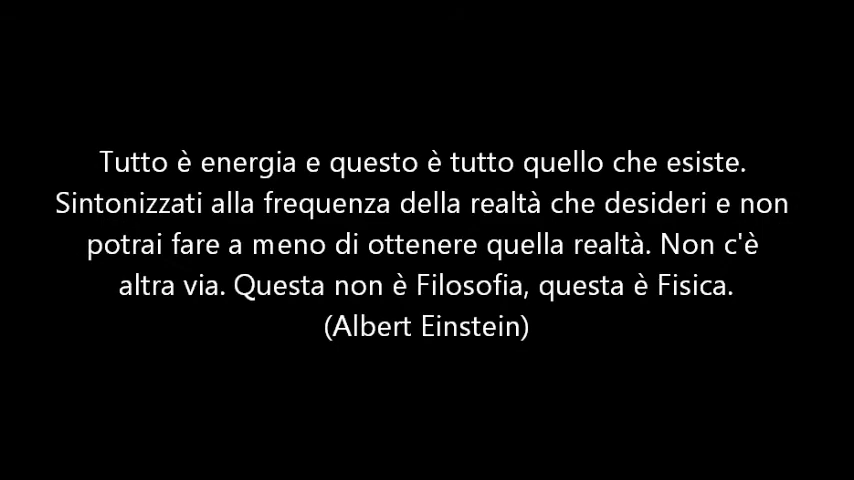 Tutto è energia e questo è tutto quello che esiste.
Sintonizzati alla frequenza della realtà che desideri e non
potrai fare a meno di ottenere quella realtà. Non c'è
altra via. Questa non è Filosofia, questa è Fisica.
(Albert Einstein)